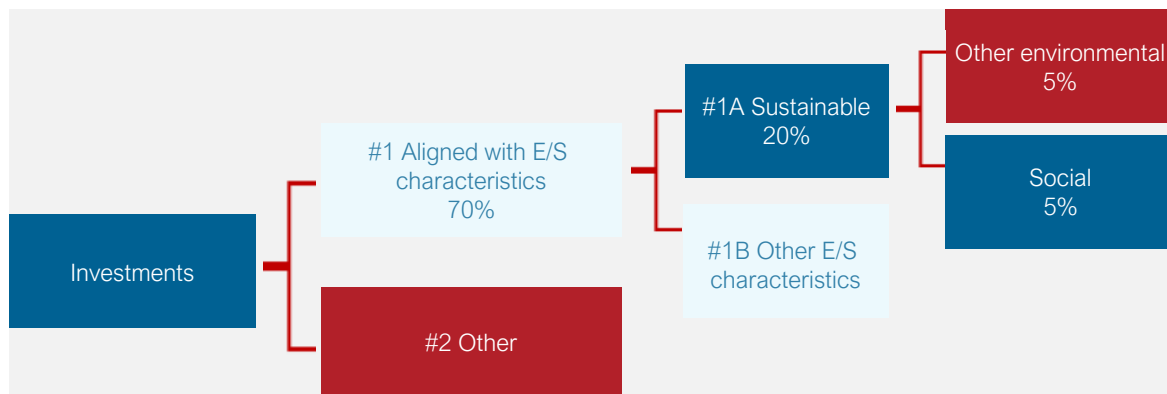 Investments
#1 Aligned with E/S
characteristics
70%
#2 Other
#1A Sustainable
20%
#1B Other E/S
characteristics
Other environmental
5%
Social
5%